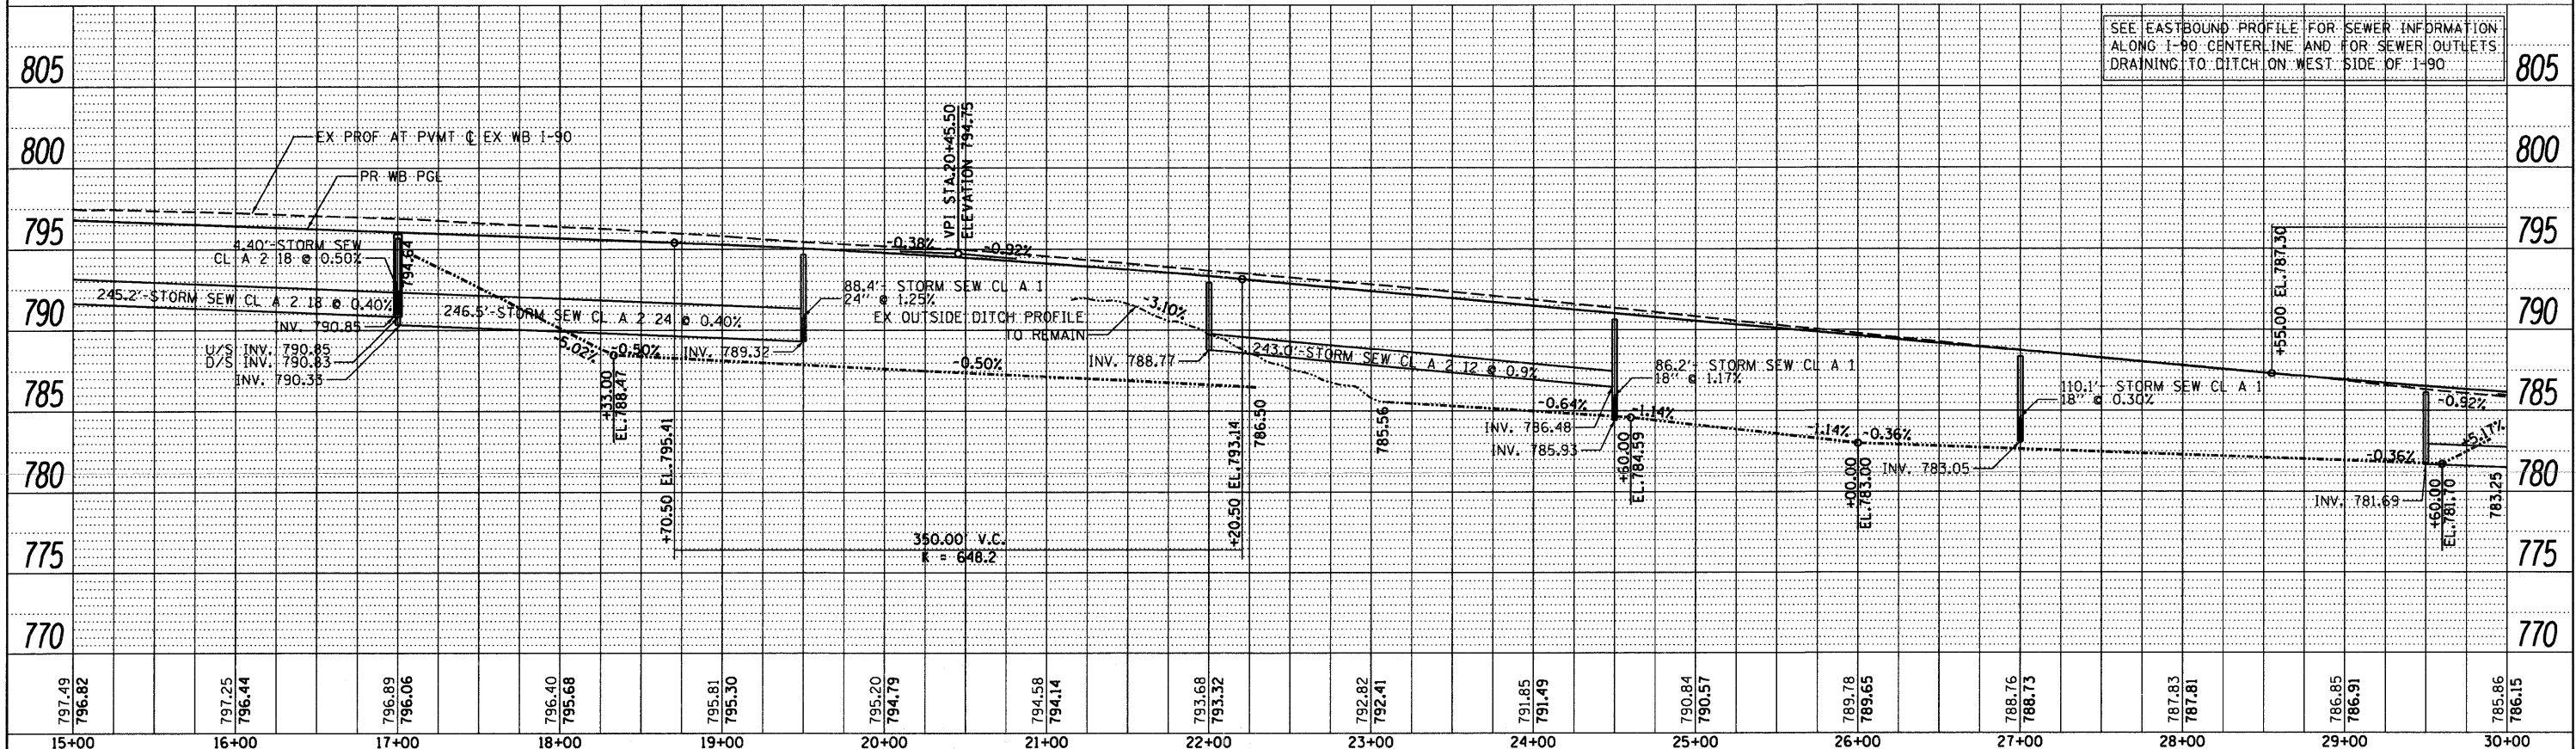 SEE EASTBOUND PROFILE FOR SEWER INFORMATION
ALONG I-90 CENTERLINE AND FOR SEWER OUTLETS
DRAINING TO DITCH ON WEST SIDE OF I-90
805
805
800
800
795
795
790
790
785
785
780
780
775
775
770
770
EX PROF AT PVMT ℄ EX WB I-90
PR WB PGL
4.40'-STORM SEW
CL A 2 18 @ 0.50%
794.64
245.2'-STORM SEW CL A 2 18 @ 0.40%
INV. 790.85
U/S INV. 790.85
D/S INV. 790.83
INV. 790.33
246.5'-STORM SEW CL A 2 24 @ 0.40%
-5.02%
-0.50%
+33.00
EL.788.47
INV. 789.32
88.4'- STORM SEW CL A 1
24" @ 1.25%
+70.50 EL.795.41
VPI STA.20+45.50
ELEVATION 794.75
-0.38%
-0.92%
-0.50%
EX OUTSIDE DITCH PROFILE
TO REMAIN
-3.10%
INV. 788.77
350.00' V.C.
K = 648.2
+20.50 EL.793.14
786.50
243.0'-STORM SEW CL A 2 12 @ 0.9%
785.56
-0.64%
-1.14%
INV. 786.48
INV. 785.93
86.2'- STORM SEW CL A 1
18" @ 1.17%
+60.00
EL.784.59
-1.14%
-0.36%
+00.00
EL.783.00
INV. 783.05
110.1'- STORM SEW CL A 1
18" @ 0.30%
+55.00 EL.787.30
-0.36%
-0.92%
+5.17%
INV. 781.69
+60.00
EL.781.70
783.25
797.49
796.82
797.25
796.44
796.89
796.06
796.40
795.68
795.81
795.30
795.20
794.79
794.58
794.14
793.68
793.32
792.82
792.41
791.85
791.49
790.84
790.57
789.78
789.65
788.76
788.73
787.83
787.81
786.85
786.91
785.86
786.15
15+00 16+00 17+00 18+00 19+00 20+00 21+00 22+00 23+00 24+00 25+00 26+00 27+00 28+00 29+00 30+00